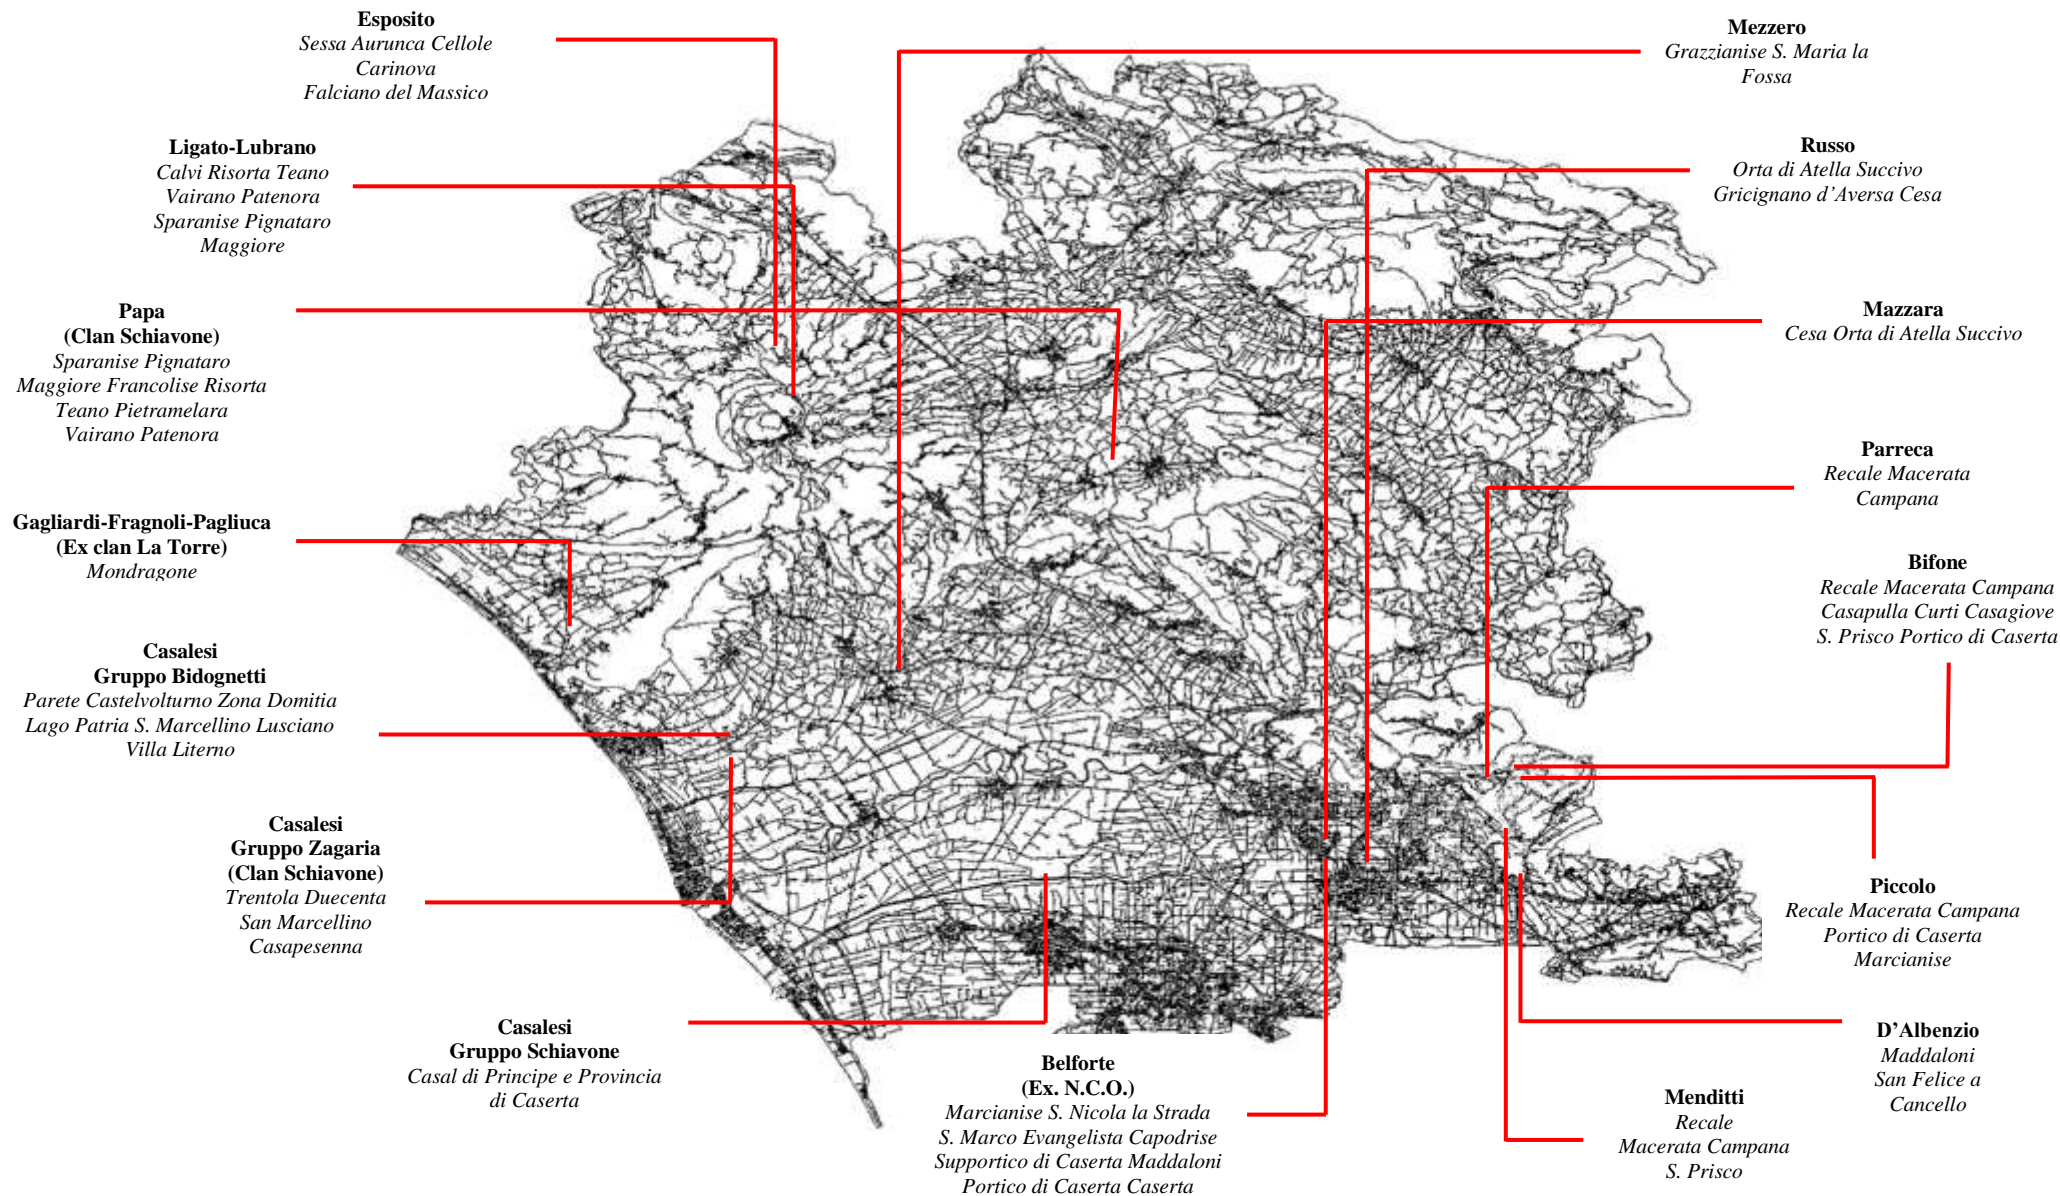 Esposito
Sessa Aurunca Cellole
Carinova
Falciano del Massico
Mezzero
Grazzianise S. Maria la
Fossa
Ligato-Lubrano
Calvi Risorta Teano
Vairano Patenora
Sparanise Pignataro
Maggiore
Russo
Orta di Atella Succivo
Gricignano d’Aversa Cesa
Papa
(Clan Schiavone)
Sparanise Pignataro
Maggiore Francolise Risorta
Teano Pietramelara
Vairano Patenora
Mazzara
Cesa Orta di Atella Succivo
Parreca
Recale Macerata
Campana
Gagliardi-Fragnoli-Pagliuca
(Ex clan La Torre)
Mondragone
Bifone
Recale Macerata Campana
Casapulla Curti Casagiove
S. Prisco Portico di Caserta
Casalesi
Gruppo Bidognetti
Parete Castelvolturno Zona Domitia
Lago Patria S. Marcellino Lusciano
Villa Literno
Casalesi
Gruppo Zagaria
(Clan Schiavone)
Trentola Duecenta
San Marcellino
Casapesenna
Piccolo
Recale Macerata Campana
Portico di Caserta
Marcianise
Casalesi
Gruppo Schiavone
Casal di Principe e Provincia
di Caserta
Belforte
(Ex. N.C.O.)
Marcianise S. Nicola la Strada
S. Marco Evangelista Capodrise
Supportico di Caserta Maddaloni
Portico di Caserta Caserta
Menditti
Recale
Macerata Campana
S. Prisco
D’Albenzio
Maddaloni
San Felice a
Cancello